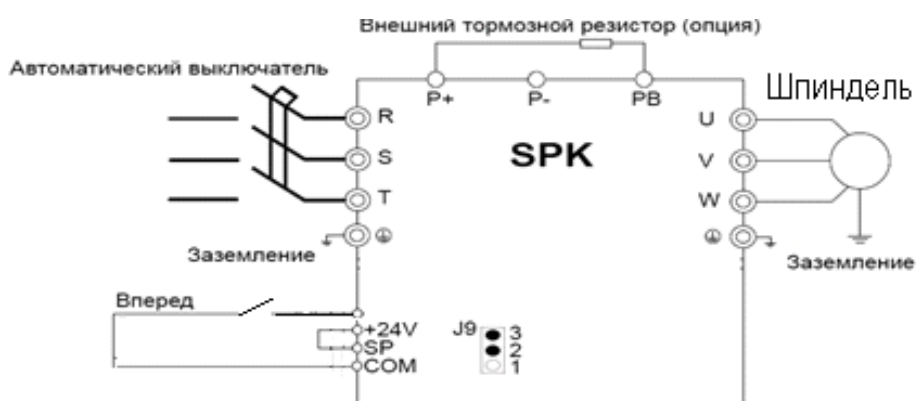 Внешний тормозной резистор (опция)
Автоматический выключатель
P+ P- PB
Шпиндель
R
U
SPK
S
V
T
W
Заземление
Заземление
Вперед
+24V
SP
COM
J9
3
2
1